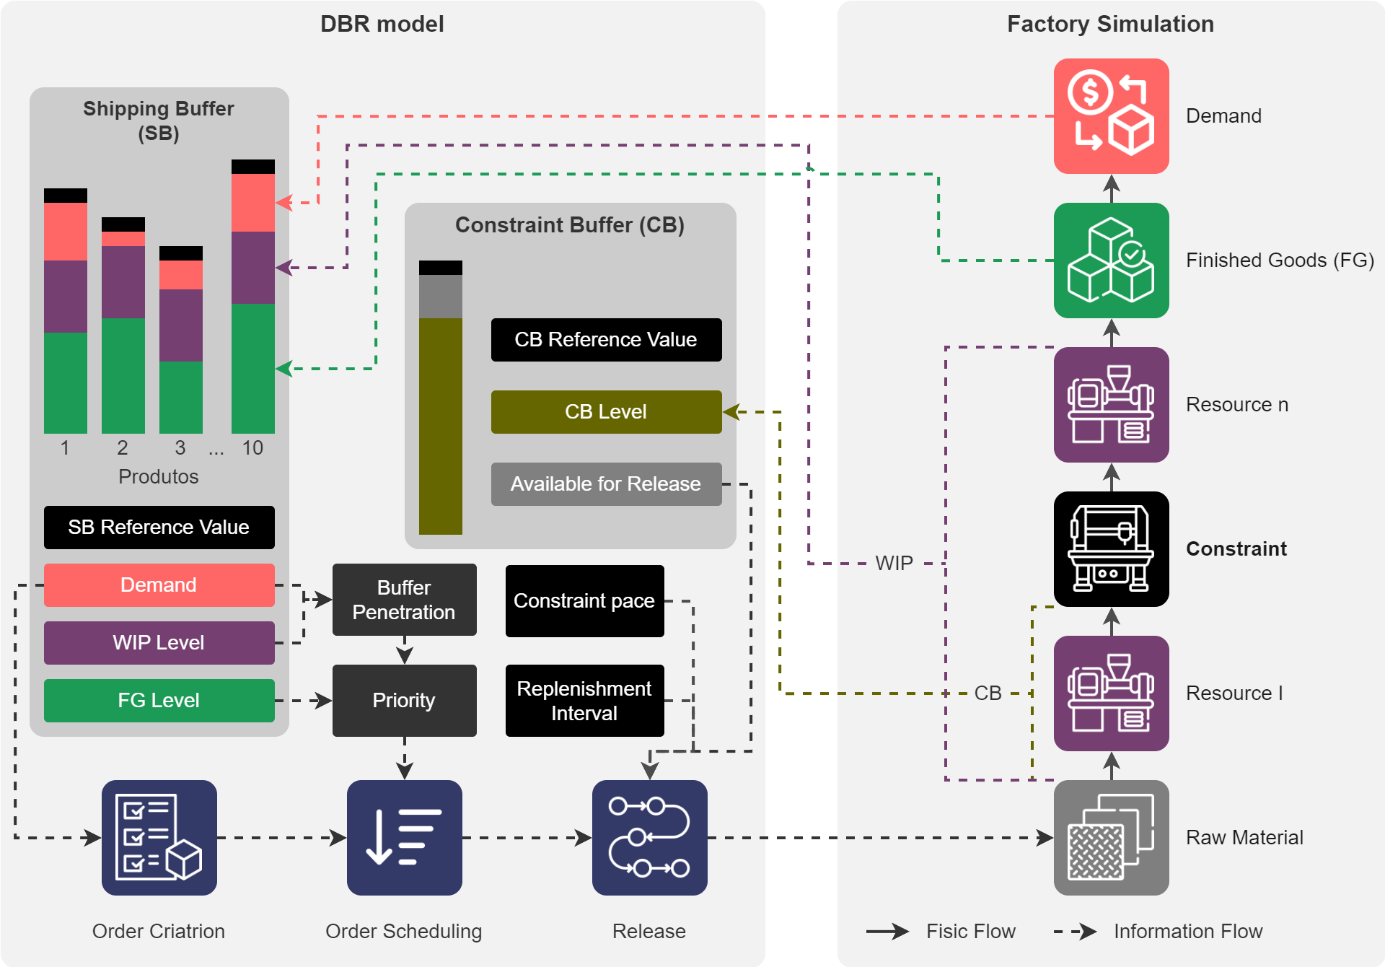 DBR model
Shipping Buffer
(SB)
1
2
3
...
10
Produtos
SB Reference Value
Demand
WIP Level
FG Level
Constraint Buffer (CB)
CB Reference Value
CB Level
Available for Release
Buffer
Penetration
Priority
Constraint pace
Replenishment
Interval
Order Criatrion
Order Scheduling
Release
Factory Simulation
$
Demand
Finished Goods (FG)
Resource n
WIP
Constraint
CB
Resource I
Raw Material
Fisic Flow
Information Flow